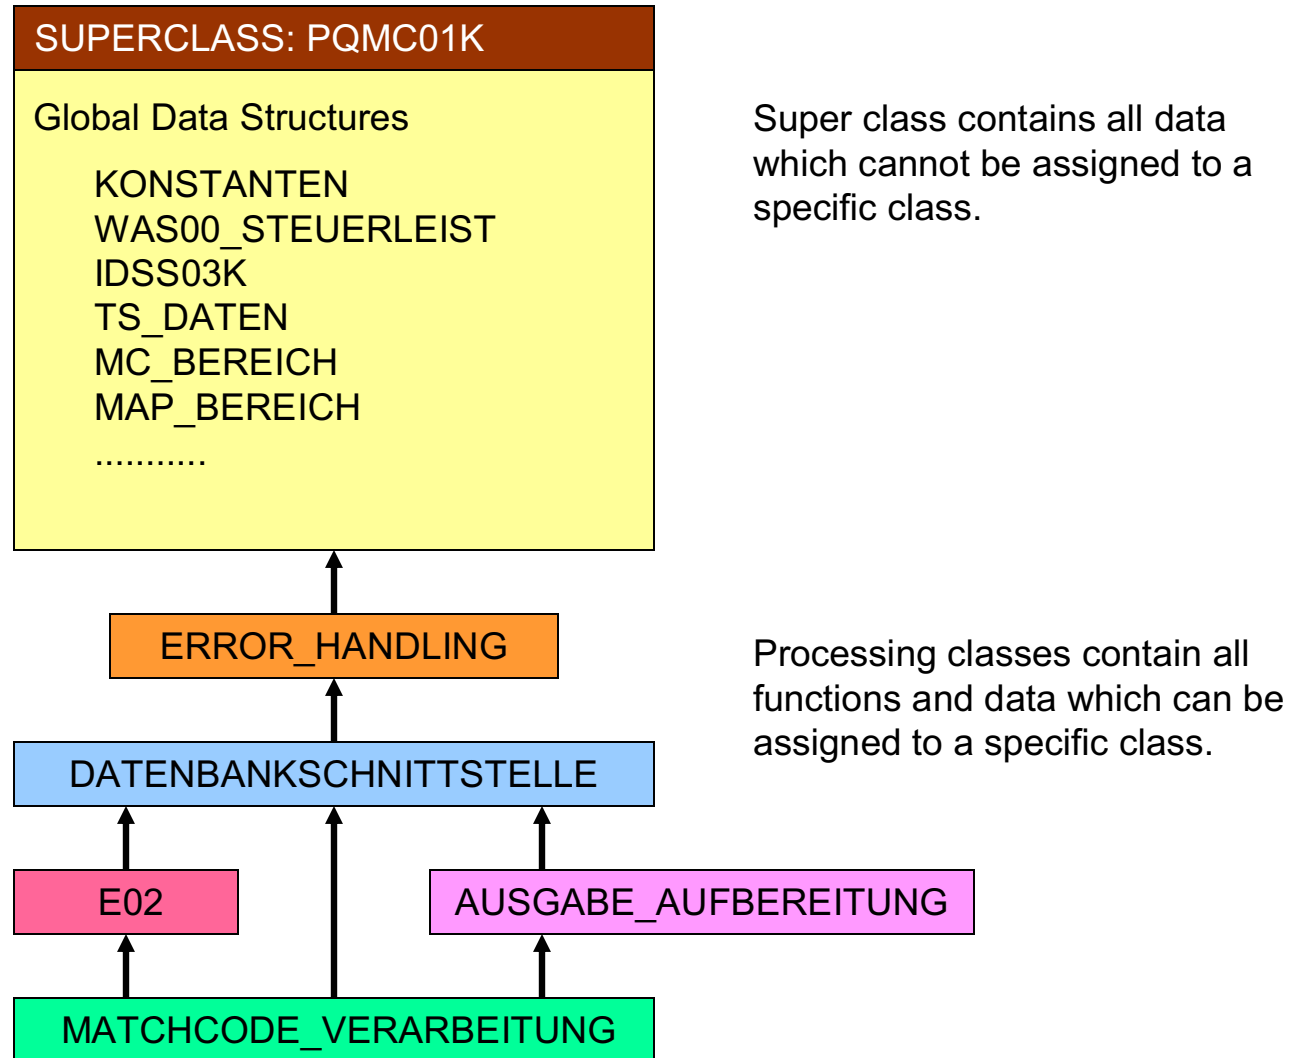 SUPERCLASS: PQMC01K
Global Data Structures
KONSTANTEN
WAS00_STEUERLEIST
IDSS03K
TS_DATEN
MC_BEREICH
MAP_BEREICH
...........
Super class contains all data
which cannot be assigned to a
specific class.
ERROR_HANDLING
Processing classes contain all
functions and data which can be
assigned to a specific class.
DATENBANKSCHNITTSTELLE
E02
AUSGABE_AUFBEREITUNG
MATCHCODE_VERARBEITUNG